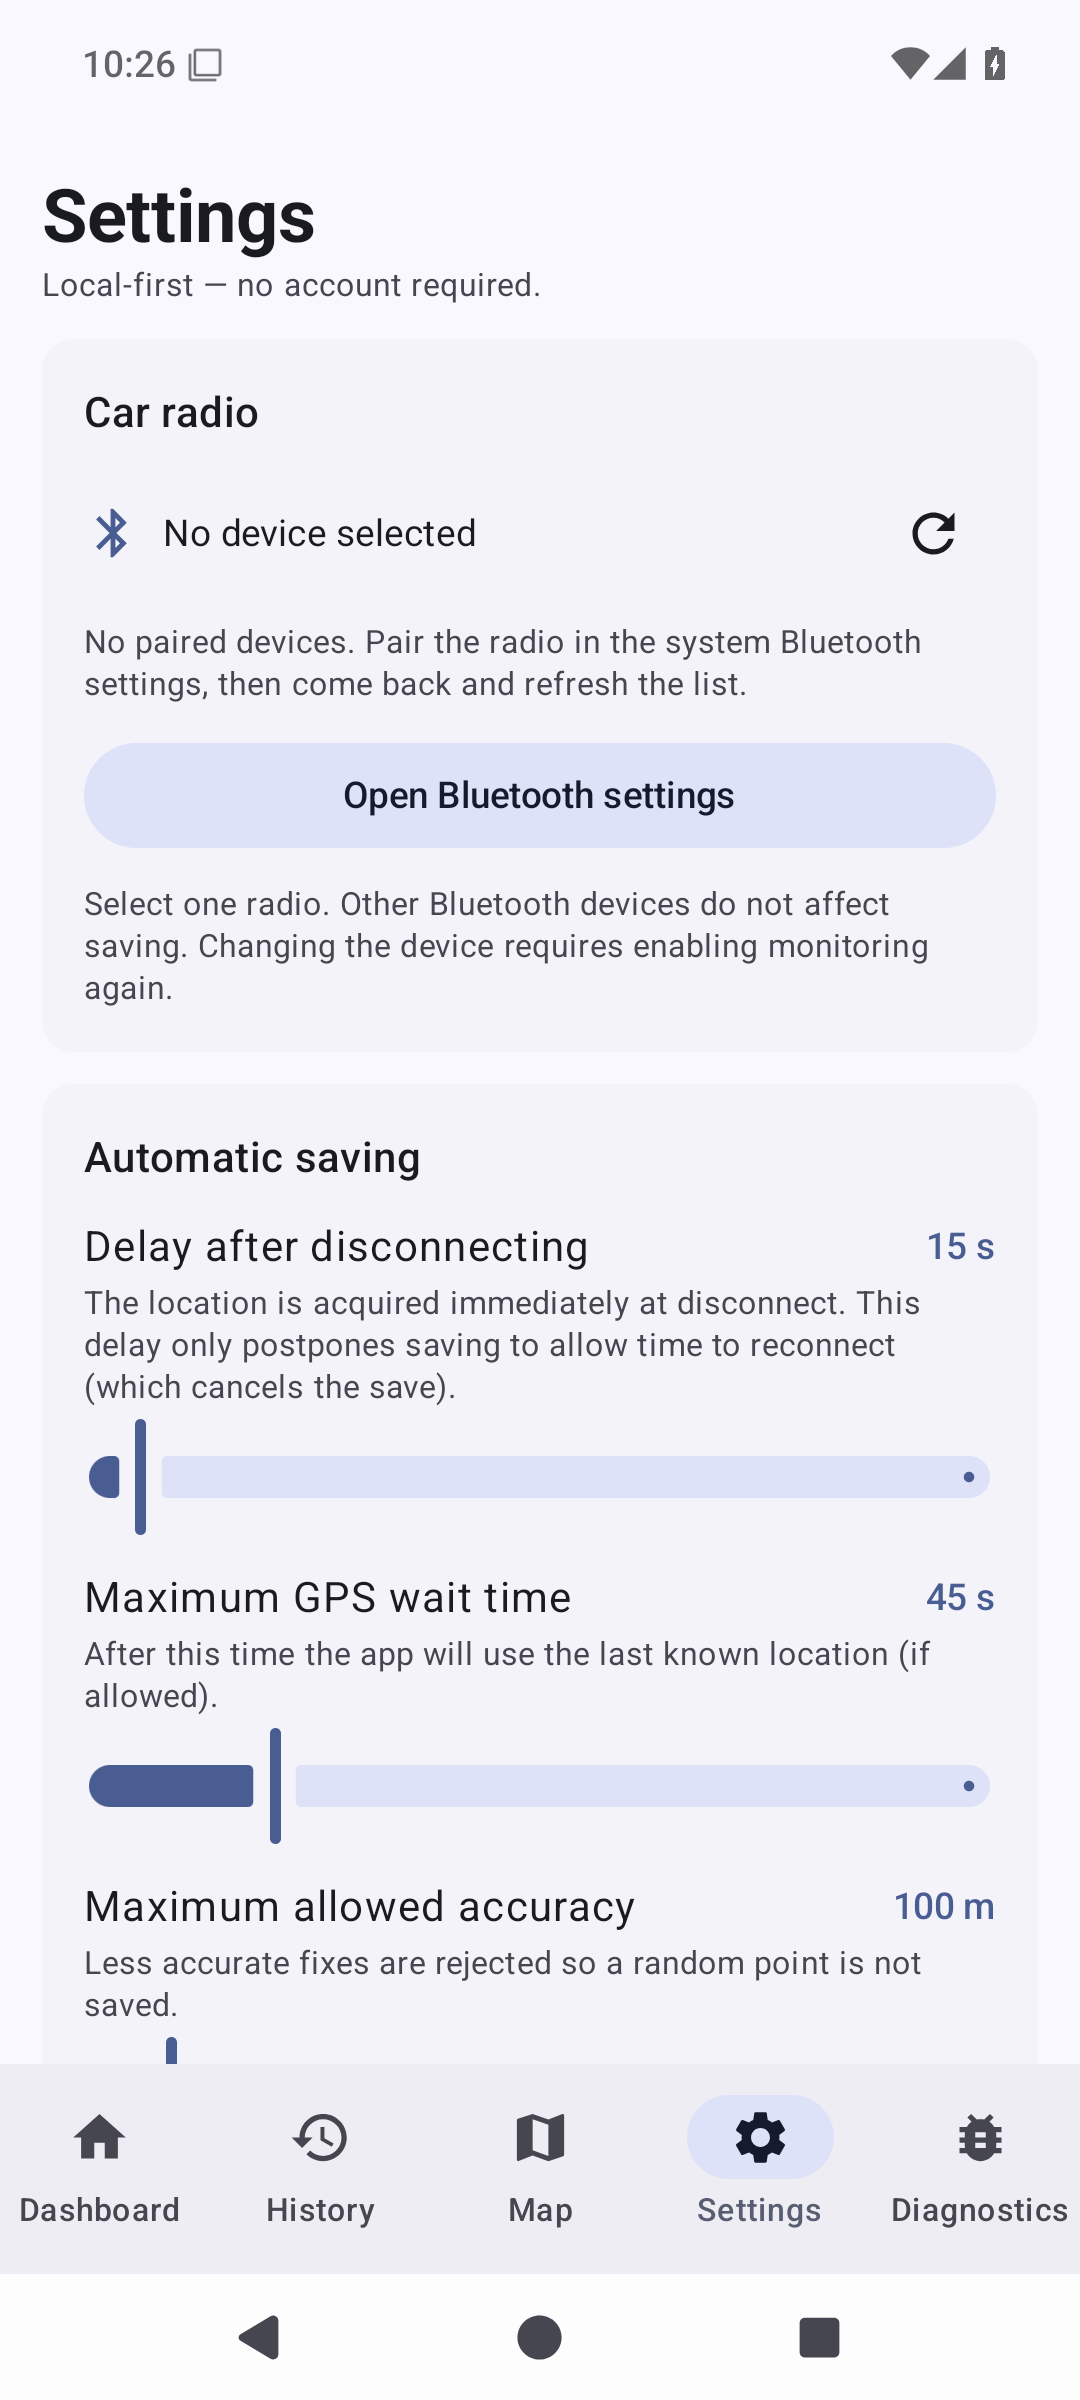 10:26
Settings
Local-first — no account required.
Car radio
No device selected
No paired devices. Pair the radio in the system Bluetooth
settings, then come back and refresh the list.
Open Bluetooth settings
Select one radio. Other Bluetooth devices do not affect
saving. Changing the device requires enabling monitoring
again.
Automatic saving
Delay after disconnecting
15 s
The location is acquired immediately at disconnect. This
delay only postpones saving to allow time to reconnect
(which cancels the save).
Maximum GPS wait time
45 s
After this time the app will use the last known location (if
allowed).
Maximum allowed accuracy
100 m
Less accurate fixes are rejected so a random point is not
saved.
Dashboard
History
Map
Settings
Diagnostics